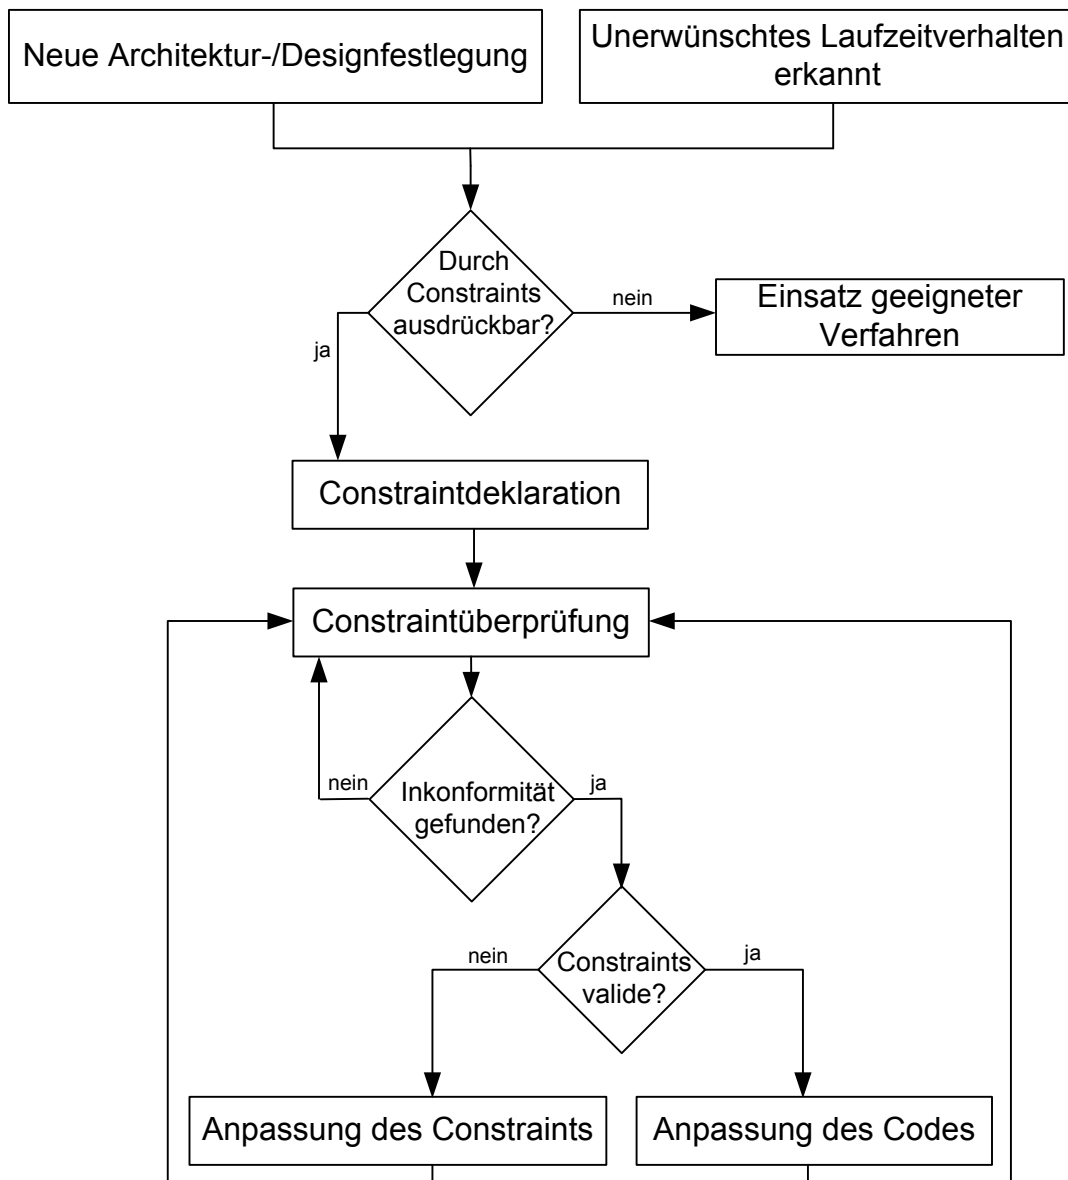 Neue Architektur-/Designfestlegung
Unerwünschtes Laufzeitverhalten
erkannt
Durch
Constraints
ausdrückbar?
nein
Einsatz geeigneter
Verfahren
ja
Constraintdeklaration
Constraintüberprüfung
nein
Inkonformität
gefunden?
ja
nein
Constraints
valide?
ja
Anpassung des Constraints
Anpassung des Codes